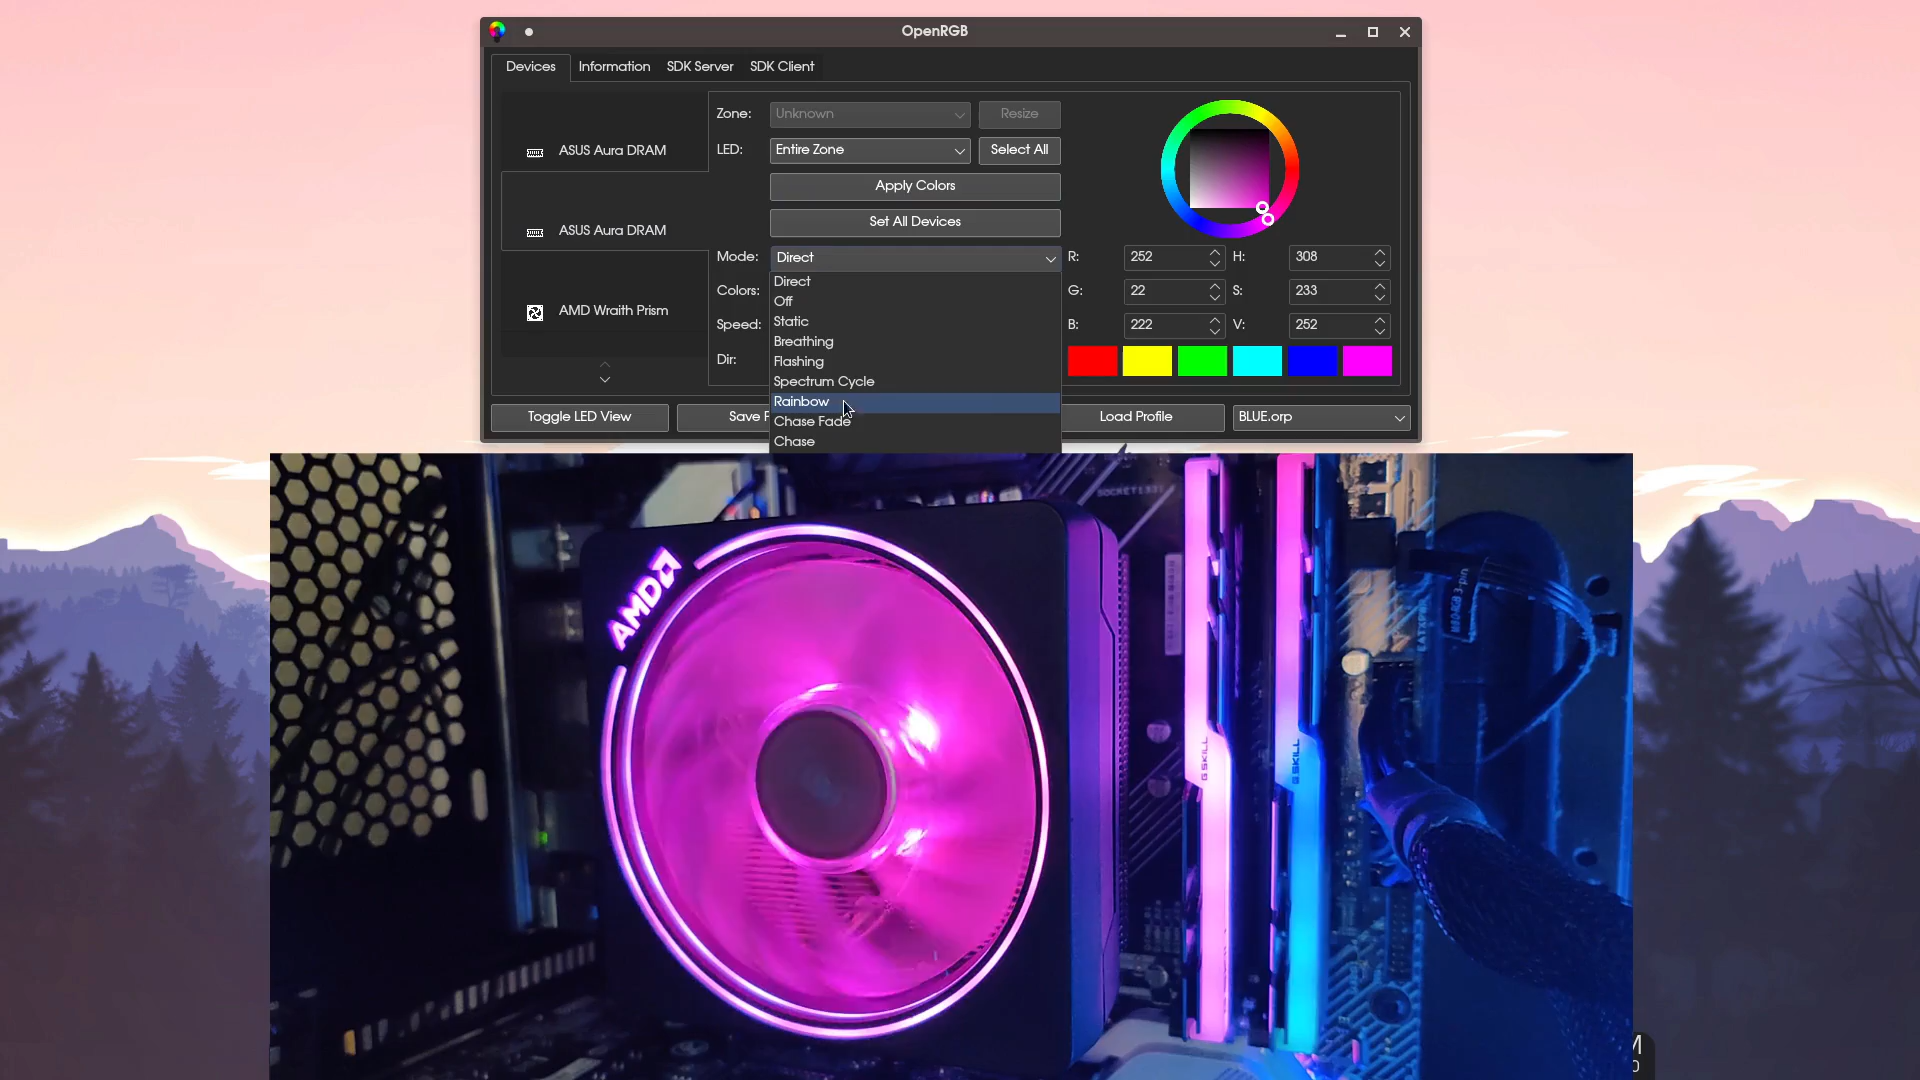 OpenRGB
Devices Information SDK Server SDK Client
ASUS Aura DRAM
ASUS Aura DRAM
AMD Wraith Prism
Zone: Unknown Resize
LED: Entire Zone Select All
Apply Colors
Set All Devices
Mode: Direct
Colors:
Speed:
Dir:
Direct
Off
Static
Breathing
Flashing
Spectrum Cycle
Rainbow
Chase Fade
Chase
R: 252 H: 308
G: 22 S: 233
B: 222 V: 252
Toggle LED View
Save
Load Profile
BLUE.orp
AMD
G.SKILL
G.SKILL